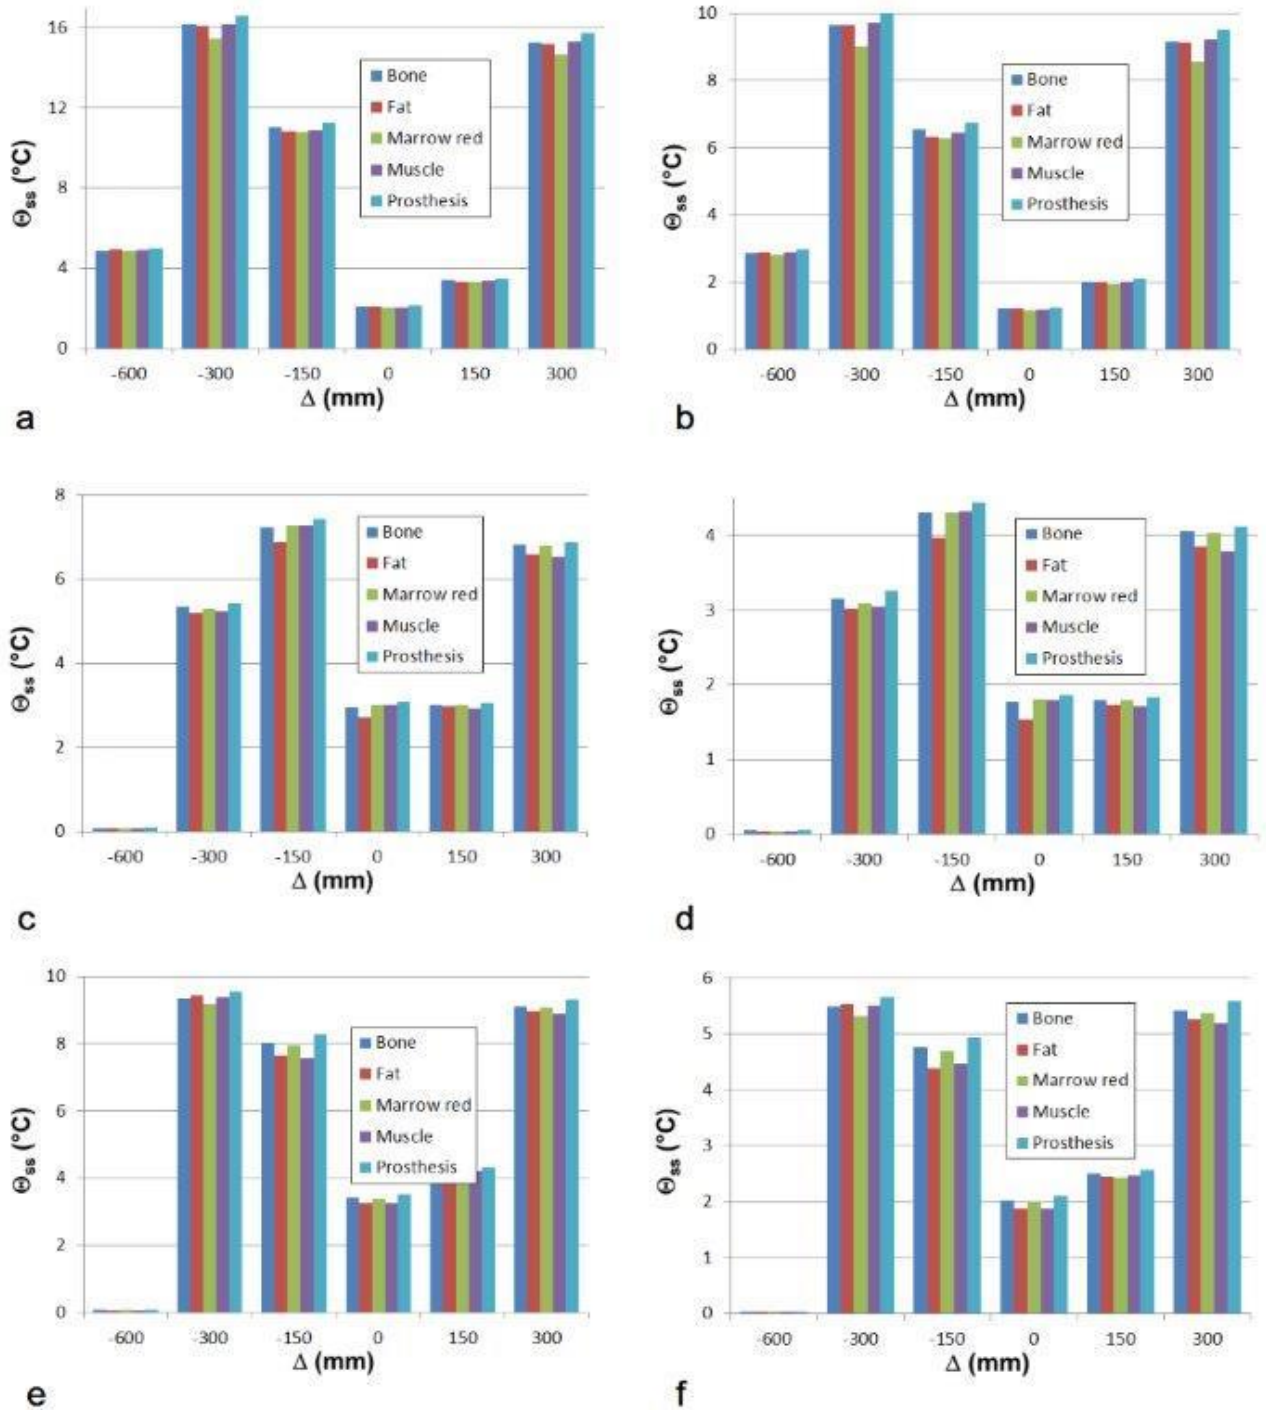 16
12
8
4
0
Θss (°C)
Bone
Fat
Marrow red
Muscle
Prosthesis
-600 -300 -150 0 150 300
Δ (mm)
a
10
8
6
4
2
0
Θss (°C)
Bone
Fat
Marrow red
Muscle
Prosthesis
-600 -300 -150 0 150 300
Δ (mm)
b
8
6
4
2
0
Θss (°C)
Bone
Fat
Marrow red
Muscle
Prosthesis
-600 -300 -150 0 150 300
Δ (mm)
c
4
3
2
1
0
Θss (°C)
Bone
Fat
Marrow red
Muscle
Prosthesis
-600 -300 -150 0 150 300
Δ (mm)
d
10
8
6
4
2
0
Θss (°C)
Bone
Fat
Marrow red
Muscle
Prosthesis
-600 -300 -150 0 150 300
Δ (mm)
e
6
5
4
3
2
1
0
Θss (°C)
Bone
Fat
Marrow red
Muscle
Prosthesis
-600 -300 -150 0 150 300
Δ (mm)
f